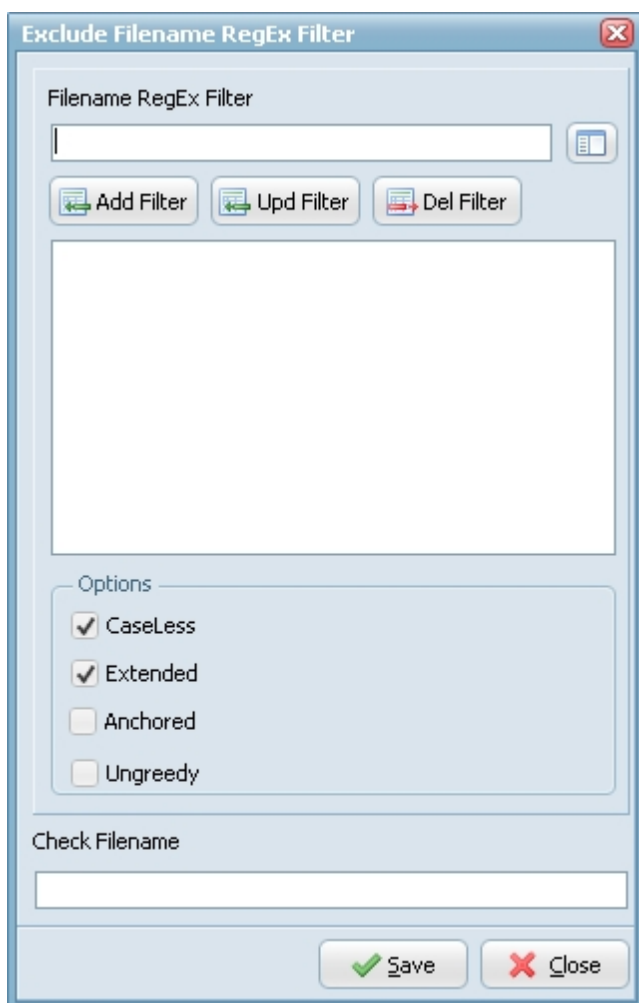 Exclude Filename RegEx Filter
Filename RegEx Filter
Add Filter Upd Filter Del Filter
Options
CaseLess
Extended
Anchored
Ungreedy
Check Filename
Save Close